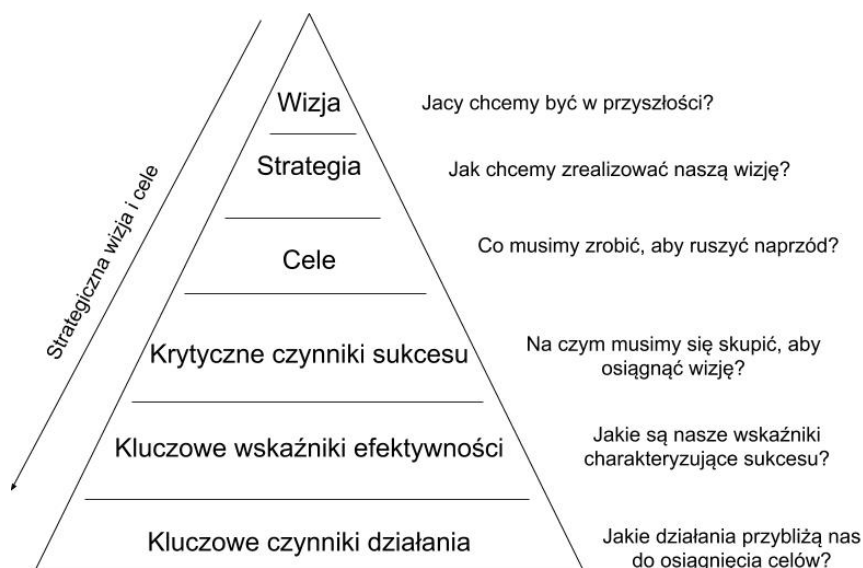 Strategiczna wizja i cele
Wizja
Jacy chcemy być w przyszłości?
Strategia
Jak chcemy zrealizować naszą wizję?
Cele
Co musimy zrobić, aby ruszyć naprzód?
Krytyczne czynniki sukcesu
Na czym musimy się skupić, aby
osiągnąć wizję?
Kluczowe wskaźniki efektywności
Jakie są nasze wskaźniki
charakteryzujące sukcesu?
Kluczowe czynniki działania
Jakie działania przybliżą nas
do osiągnięcia celów?